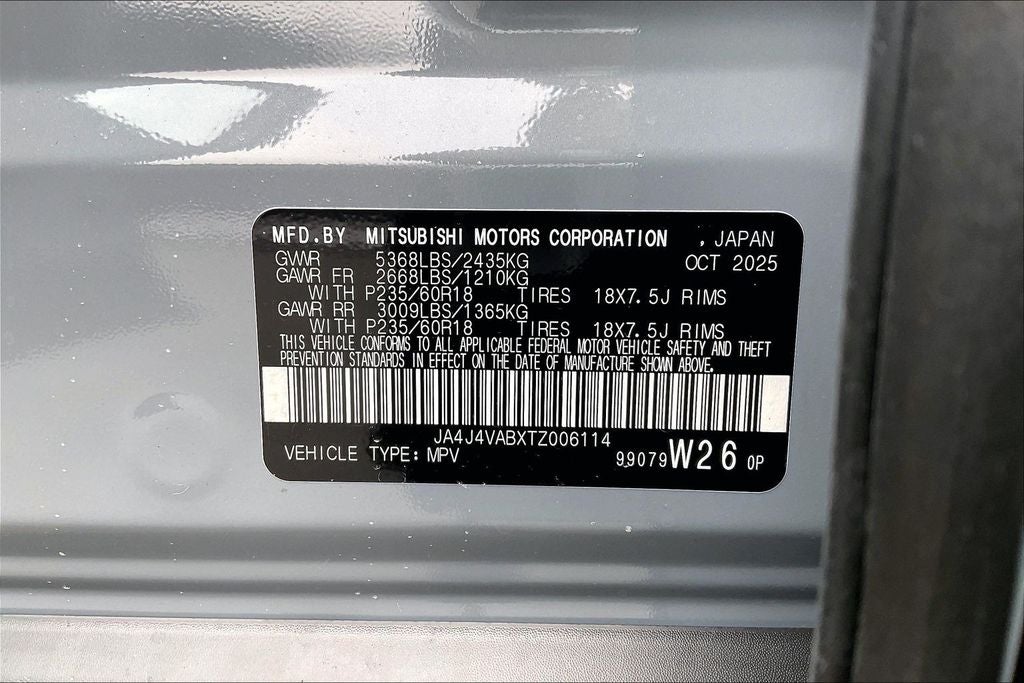 MFD.BY MITSUBISHI MOTORS CORPORATION , JAPAN
GWWR 5368LBS/2435KG OCT 2025
GAWR FR 2668LBS/1210KG
WITH P235/60R18 TIRES 18X7.5J RIMS
GAWR RR 3009LBS/1365KG
WITH P235/60R18 TIRES 18X7.5J RIMS
THIS VEHICLE CONFORMS TO ALL APPLICABLE FEDERAL MOTOR VEHICLE SAFETY AND THEFT
PREVENTION STANDARDS IN EFFECT ON THE DATE OF MANUFACTURE SHOWN ABOVE.
JA4J4VABXTZ006114
VEHICLE TYPE: MPV 99079 W26 0P